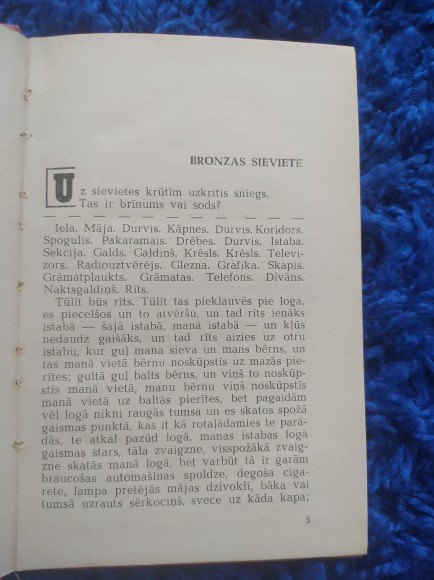 BRONZAS SIEVIETE
Uz sievietes krūtīm uzkritis sniegs.
Tas ir brīnums vai sods?
Iela. Māja. Durvis. Kāpnes. Durvis. Koridors.
Spogulis. Pakaramais. Drēbes. Durvis. Istaba.
Sekcija. Galds. Galdiņš. Krēsls. Krēsls. Televi-
zors. Radiouztvērējs. Glezna. Grafika. Skapis.
Grāmatplaukts. Grāmatas. Telefons. Dīvāns.
Naktsgaldiņš. Rīts.
Tūlīt būs rīts. Tūlīt tas pieklauvēs pie loga,
es piecelšos un to atvēršu, un tad rīts ienāks
istabā — šajā istabā, manā istabā — un kļūs
nedaudz gaišāks, un tad rīts aizies uz otru
istabu, kur guļ mana sieva un mans bērns, un
tas manā vietā bērnu noskūpstīs uz mazās pie-
rītes; gultā guļ balts bērns, un viņš to noskūp-
stīs manā vietā, manu bērnu viņš noskūpstīs
manā vietā uz baltās pierītes, bet pagaidām
vēl logā nikni raugās tumsa un es skatos spožā
gaismas punktā, kas it kā rotaļādamies te parā-
dās, te atkal pazūd logā, manas istabas logā
gaismas stars, tāla zvaigzne, visspožākā zvaig-
zne skatās manā logā, bet varbūt tā ir garām
braucošas automašīnas spuldze, degoša ciga-
rete, lampa pretējās mājas dzīvoklī, bāka vai
tumsā uzrauts sērkociņš, svece uz kāda kapa;
5